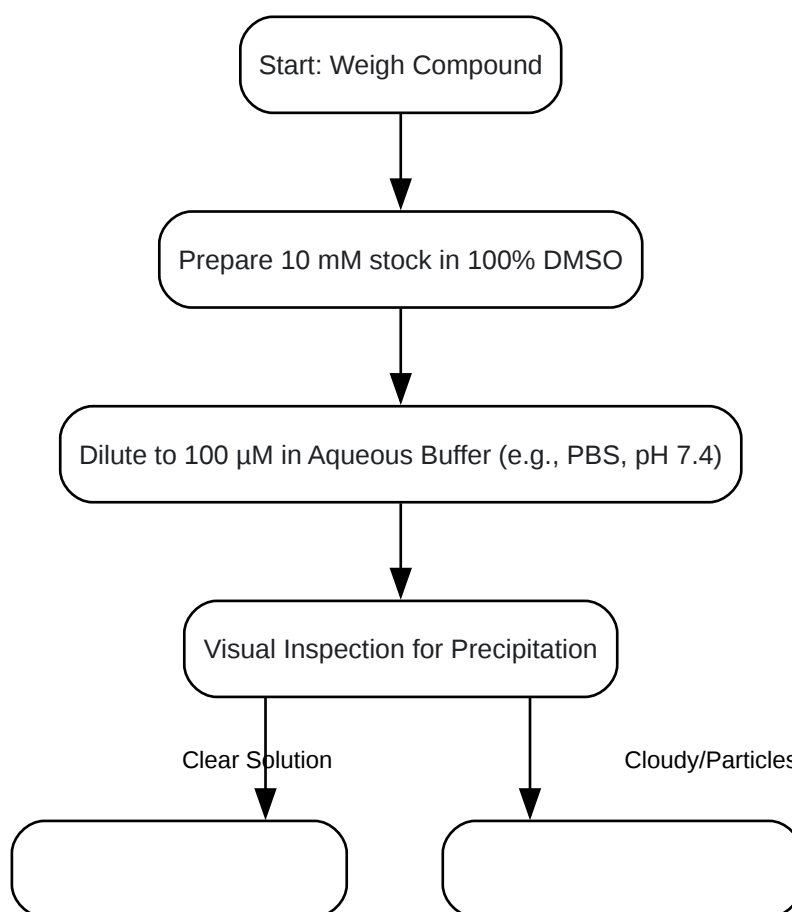 Start: Weigh Compound
Prepare 10 mM stock in 100% DMSO
Dilute to 100 µM in Aqueous Buffer (e.g., PBS, pH 7.4)
Visual Inspection for Precipitation
Clear Solution
Cloudy/Particles